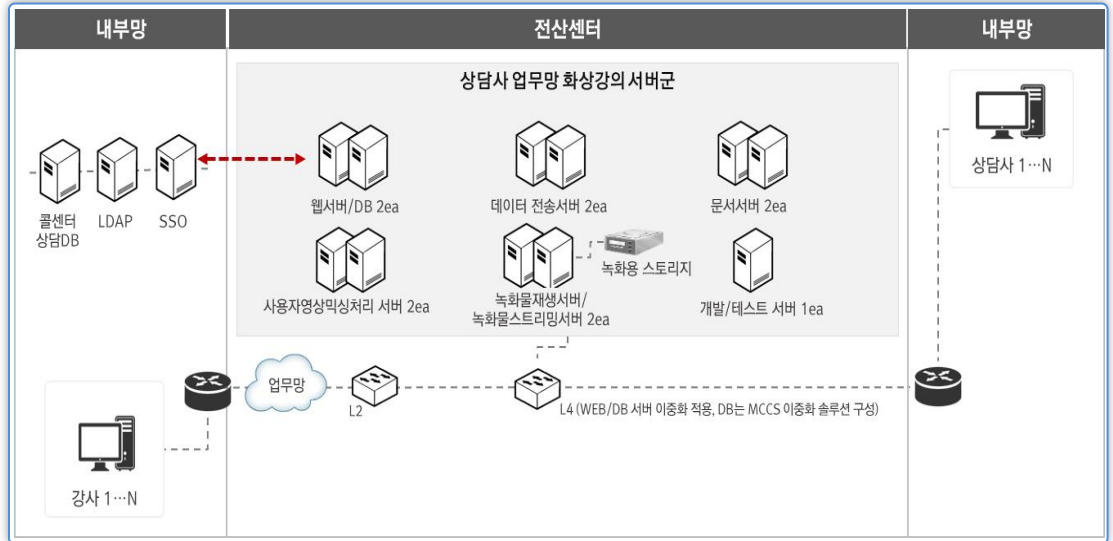 내부망
전산센터
내부망
상담사 업무망 화상강의 서버군
콜센터
상담DB
LDAP
SSO
웹서버/DB 2ea
데이터 전송서버 2ea
문서서버 2ea
사용자영상믹싱처리 서버 2ea
녹화물재생서버/
녹화물스트리밍서버 2ea
녹화용 스토리지
개발/테스트 서버 1ea
상담사 1…N
업무망
L2
L4 (WEB/DB 서버 이중화 적용, DB는 MCCS 이중화 솔루션 구성)
강사 1…N